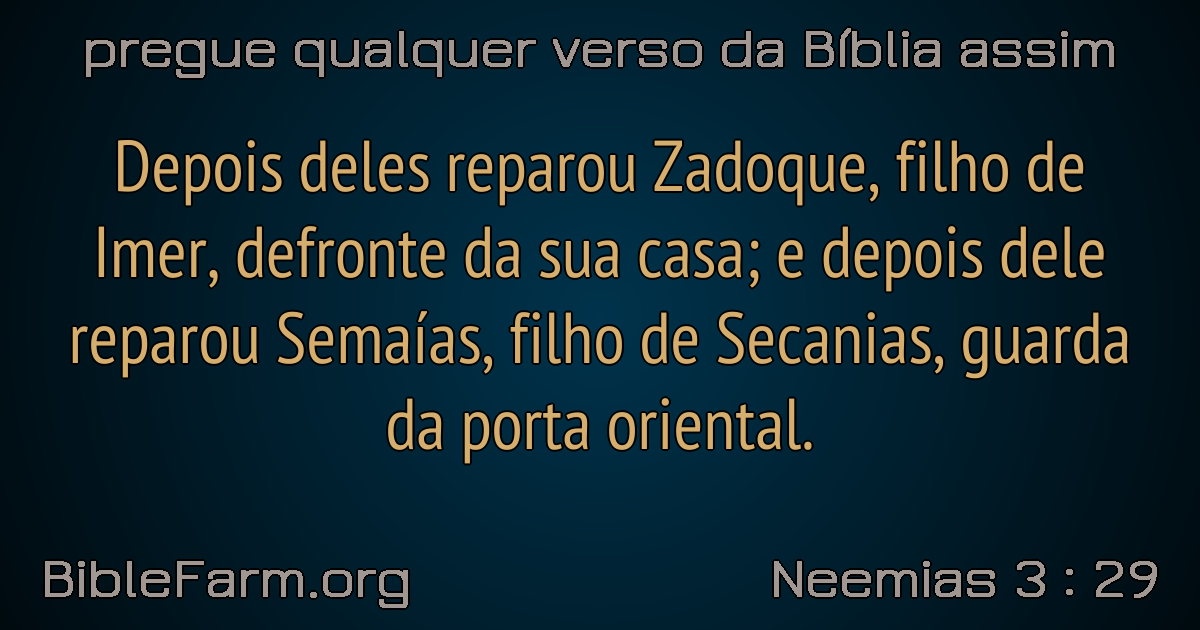 pregue qualquer verso da Bíblia assim
Depois deles reparou Zadoque, filho de
Imer, defronte da sua casa; e depois dele
reparou Semaías, filho de Secanias, guarda
da porta oriental.
BibleFarm.org
Neemias 3 : 29